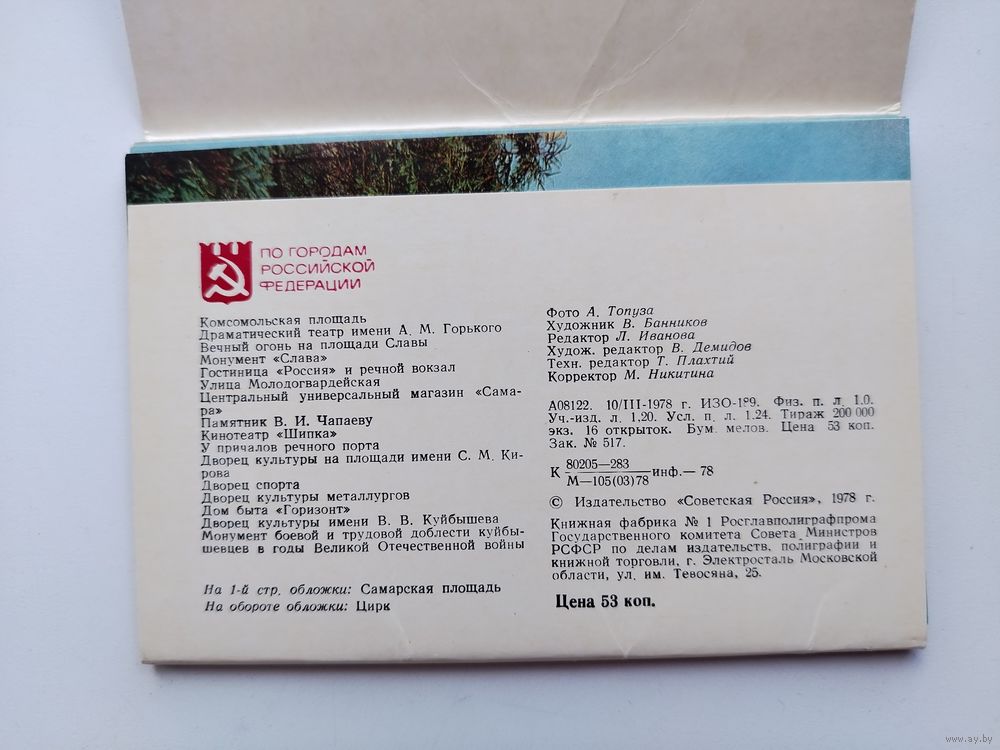 ПО ГОРОДАМ
РОССИЙСКОЙ
ФЕДЕРАЦИИ
Комсомольская площадь
Драматический театр имени А. М. Горького
Вечный огонь на площади Славы
Монумент «Слава»
Гостиница «Россия» и речной вокзал
Улица Молодогвардейская
Центральный универсальный магазин «Сама-
ра»
Памятник В. И. Чапаеву
Кинотеатр «Шипка»
У причалов речного порта
Дворец культуры на площади имени С. М. Ки-
рова
Дворец спорта
Дворец культуры металлургов
Дом быта «Горизонт»
Дворец культуры имени В. В. Куйбышева
Монумент боевой и трудовой доблести куйбы-
шевцев в годы Великой Отечественной войны
На 1-й стр. обложки: Самарская площадь
На обороте обложки: Цирк
Фото А. Топуза
Художник В. Банников
Редактор Л. Иванова
Худож. редактор В. Демидов
Техн. редактор Т. Плахтий
Корректор М. Никитина
А08122. 10/III-1978 г. ИЗО-189. Физ. п. л. 1.0.
Уч.-изд. л. 1.20. Усл. п. л. 1.24. Тираж 200 000
экз. 16 открыток. Бум. мелов. Цена 53 коп.
Зак. № 517.
К 80205—283
М—105(03)78 инф.— 78
© Издательство «Советская Россия», 1978 г.
Книжная фабрика № 1 Росглавполиграфпрома
Государственного комитета Совета Министров
РСФСР по делам издательств, полиграфии и
книжной торговли, г. Электросталь Московской
области, ул. им. Тевосяна, 25.
Цена 53 коп.
www.ay.by